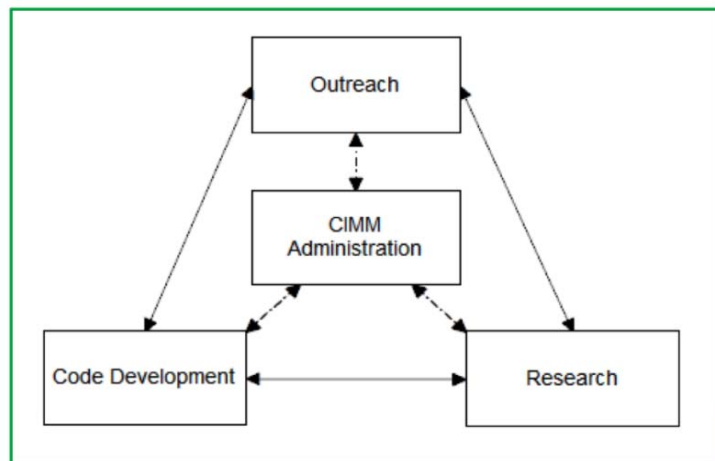 Outreach
CIMM
Administration
Code Development
Research